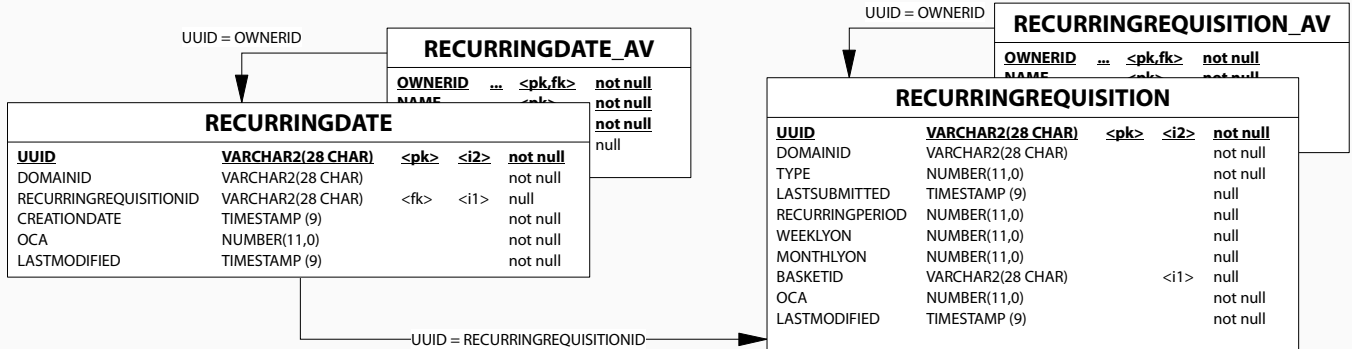 UUID = OWNERID
RECURRINGDATE_AV
OWNERID ... <pk,fk> not null
NAME <pk> not null
not null
null
RECURRINGDATE
UUID VARCHAR2(28 CHAR) <pk> <i2> not null
DOMAINID VARCHAR2(28 CHAR) not null
RECURRINGREQUISITIONID VARCHAR2(28 CHAR) <fk> <i1> null
CREATIONDATE TIMESTAMP (9) not null
OCA NUMBER(11,0) not null
LASTMODIFIED TIMESTAMP (9) not null
UUID = RECURRINGREQUISITIONID
UUID = OWNERID
RECURRINGREQUISITION_AV
OWNERID ... <pk,fk> not null
NAME <pk> not null
RECURRINGREQUISITION
UUID VARCHAR2(28 CHAR) <pk> <i2> not null
DOMAINID VARCHAR2(28 CHAR) not null
TYPE NUMBER(11,0) not null
LASTSUBMITTED TIMESTAMP (9) null
RECURRINGPERIOD NUMBER(11,0) null
WEEKLYON NUMBER(11,0) null
MONTHLYON NUMBER(11,0) null
BASKETID VARCHAR2(28 CHAR) <i1> null
OCA NUMBER(11,0) not null
LASTMODIFIED TIMESTAMP (9) not null